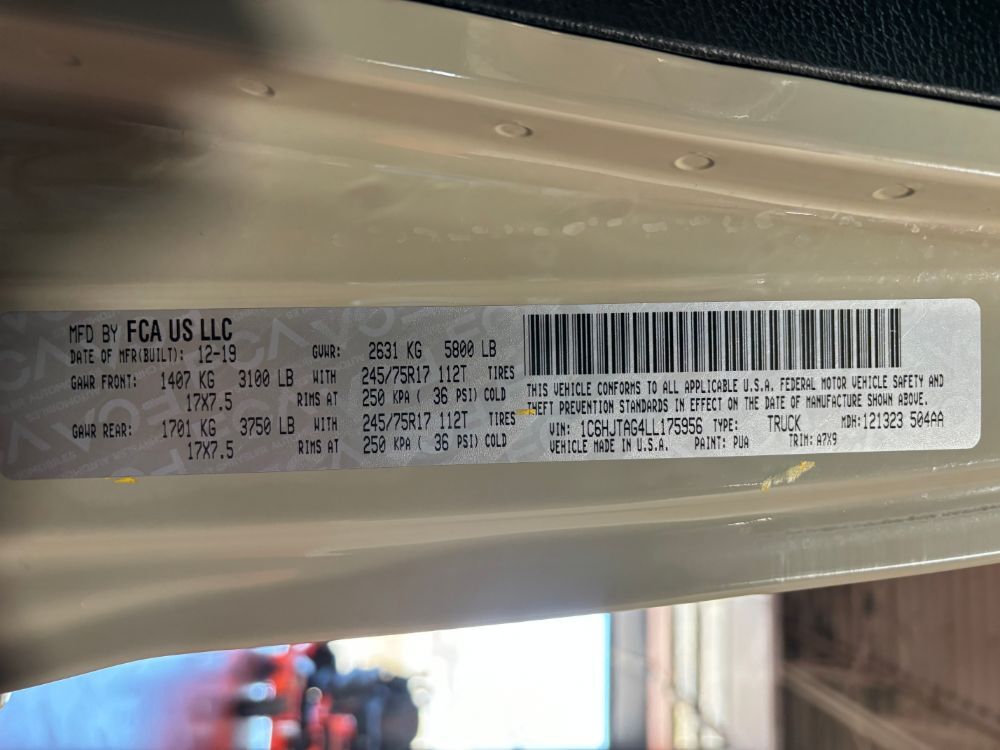 MFD BY FCA US LLC
DATE OF MFR(BUILT): 12-19 GVWR: 2631 KG 5800 LB
GAWR FRONT: 1407 KG 3100 LB WITH 245/75R17 112T TIRES
17X7.5 RIMS AT 250 KPA ( 36 PSI) COLD
GAWR REAR: 1701 KG 3750 LB WITH 245/75R17 112T TIRES
17X7.5 RIMS AT 250 KPA ( 36 PSI) COLD
THIS VEHICLE CONFORMS TO ALL APPLICABLE U.S.A. FEDERAL MOTOR VEHICLE SAFETY AND
THEFT PREVENTION STANDARDS IN EFFECT ON THE DATE OF MANUFACTURE SHOWN ABOVE.
VIN: 1C6HJTAG4LL175956 TYPE: TRUCK MDH: 121323 504AA
VEHICLE MADE IN U.S.A. PAINT: PUA TRIM: A7X9